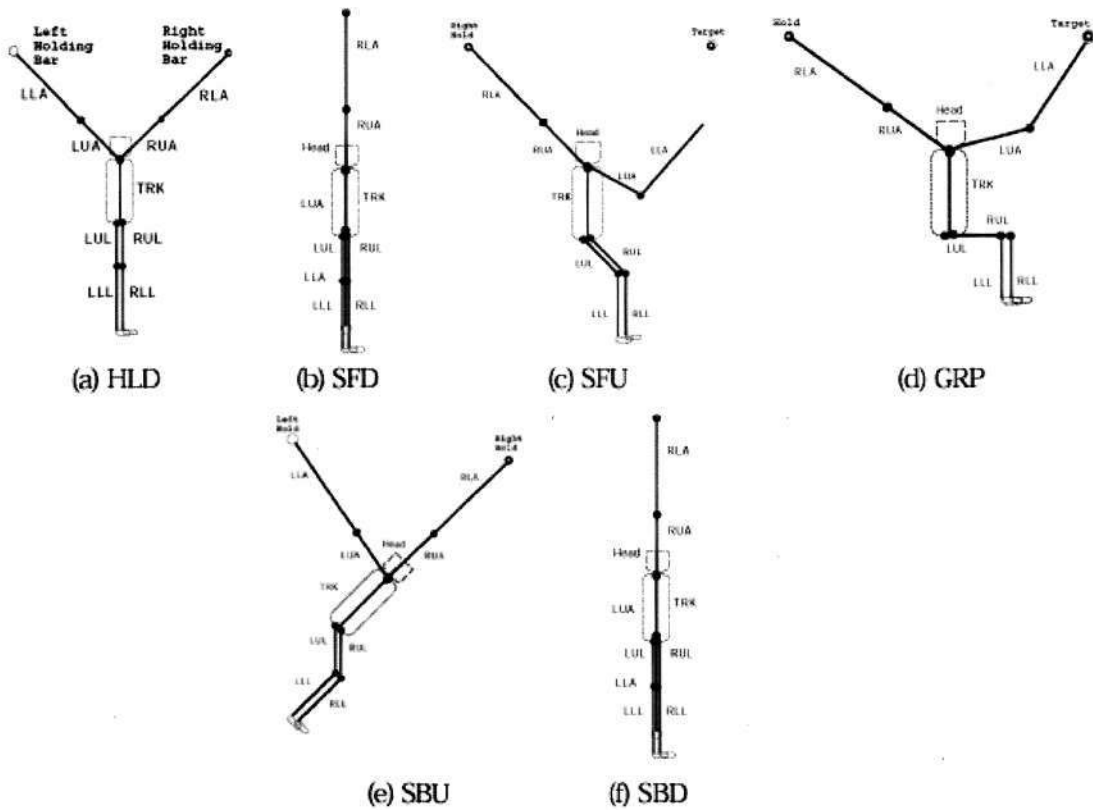 Left
Holding
Bar
Right
Holding
Bar
LLA
RLA
LUA
RUA
TRK
LUL
RUL
LLL
RLL
(a) HLD
RLA
RUA
Head
LUA
TRK
LUL
RUL
LLA
LLL
RLL
(b) SFD
Right
Hold
Target
RLA
Head
RUA
LLA
LUA
TRK
RUL
LUL
LLL
RLL
(c) SFU
Hold
Target
RLA
LLA
Head
RUA
LUA
TRK
RUL
LUL
LLL
RLL
(d) GRP
Left
Hold
Right
Hold
LLA
RLA
Head
LUA
RUA
TRK
LUL
RUL
LLL
RLL
(e) SBU
RLA
RUA
Head
LUA
TRK
LUL
RUL
LLA
LLL
RLL
(f) SBD